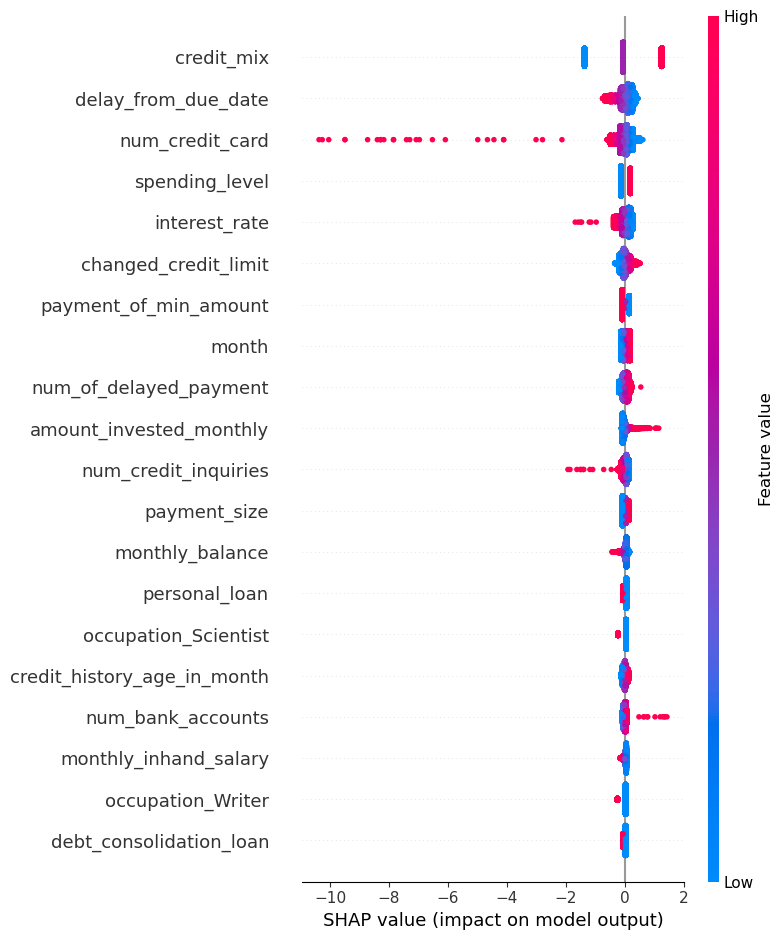 High
credit_mix
delay_from_due_date
num_credit_card
spending_level
interest_rate
changed_credit_limit
payment_of_min_amount
month
num_of_delayed_payment
amount_invested_monthly
num_credit_inquiries
payment_size
monthly_balance
personal_loan
occupation_Scientist
credit_history_age_in_month
num_bank_accounts
monthly_inhand_salary
occupation_Writer
debt_consolidation_loan
Feature value
Low
−10 −8 −6 −4 −2 0 2
SHAP value (impact on model output)